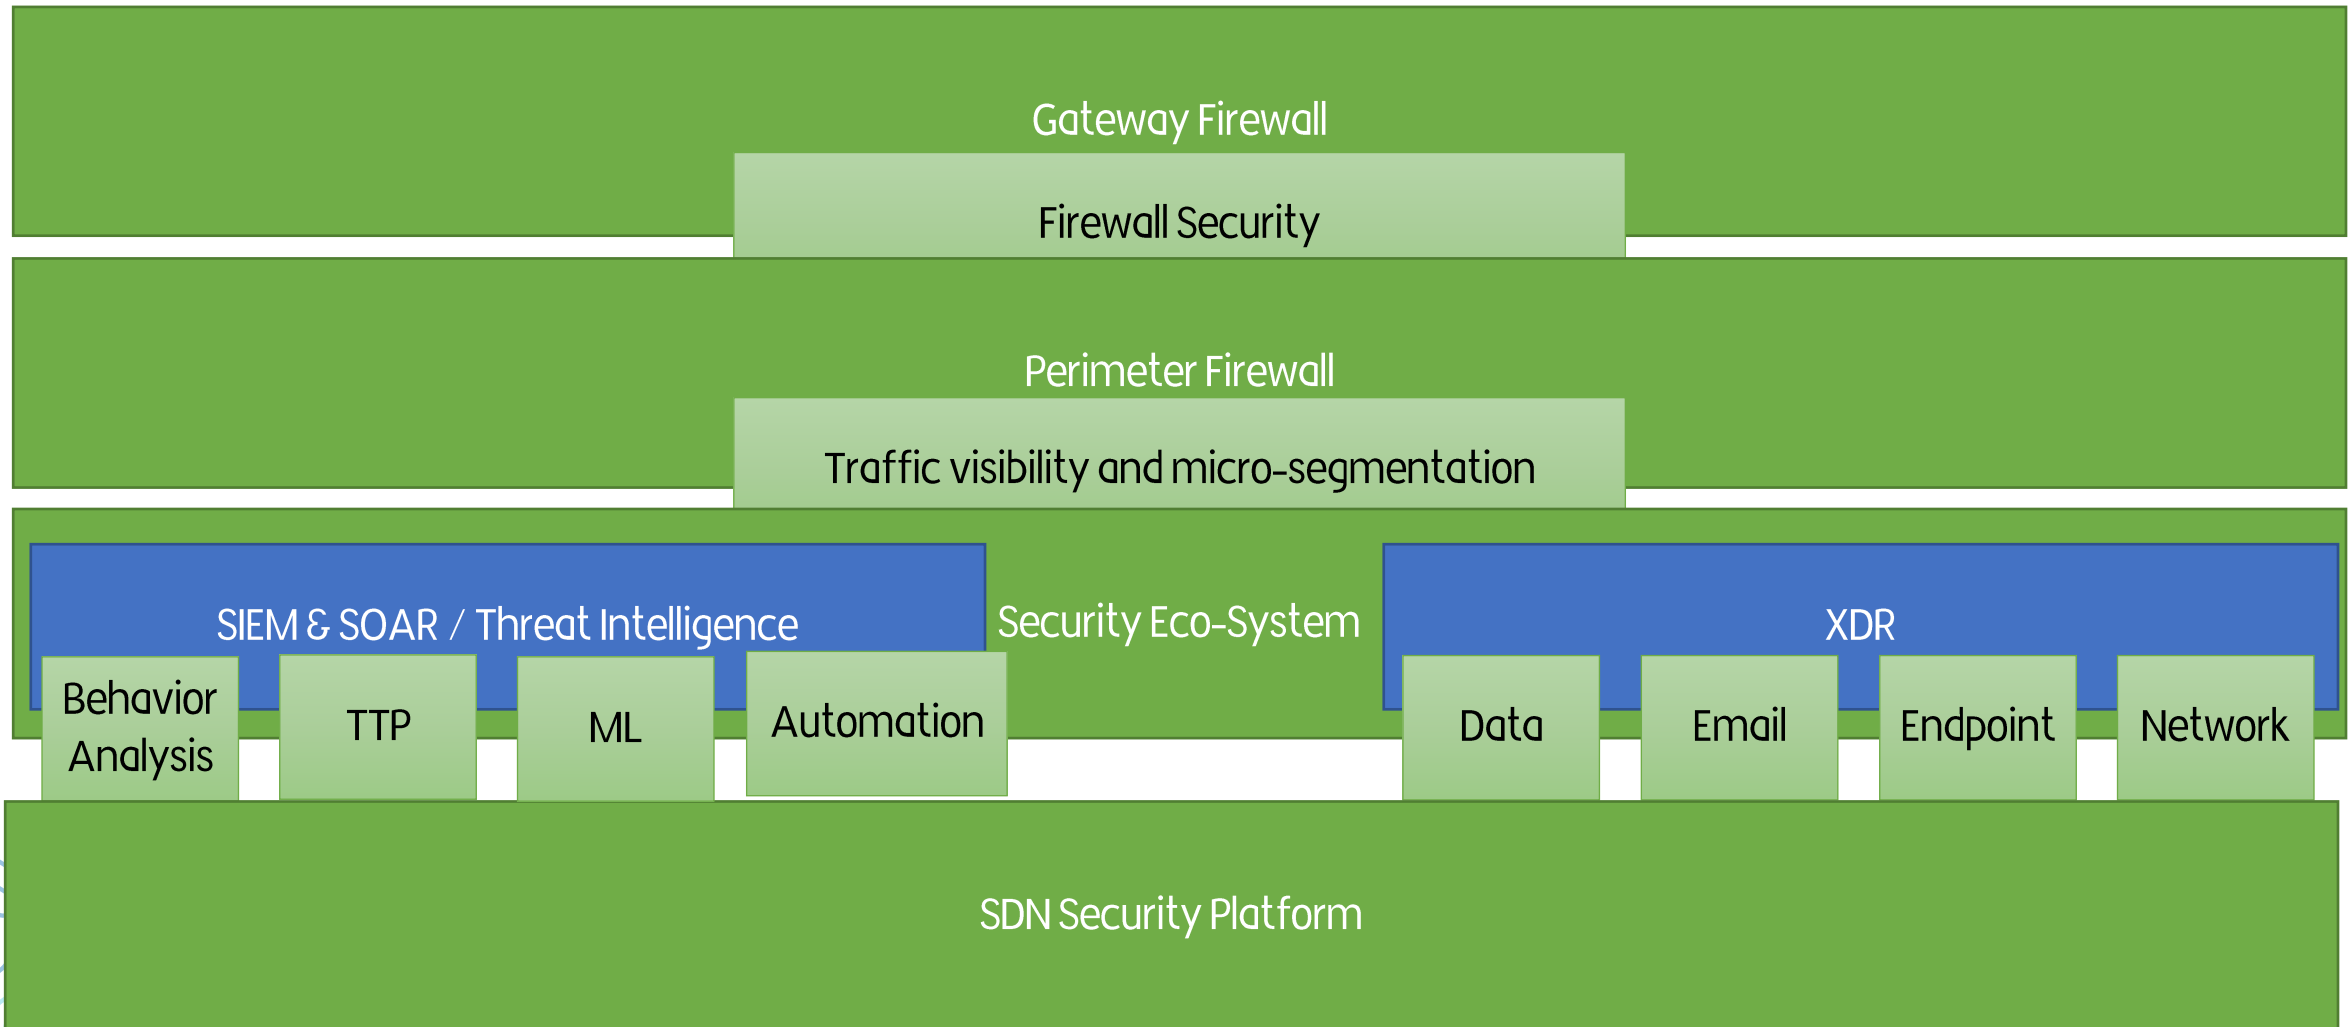 Gateway Firewall
Firewall Security
Perimeter Firewall
Traffic visibility and micro-segmentation
SIEM & SOAR / Threat Intelligence
Security Eco-System
XDR
Behavior
Analysis
TTP
ML
Automation
Data
Email
Endpoint
Network
SDN Security Platform